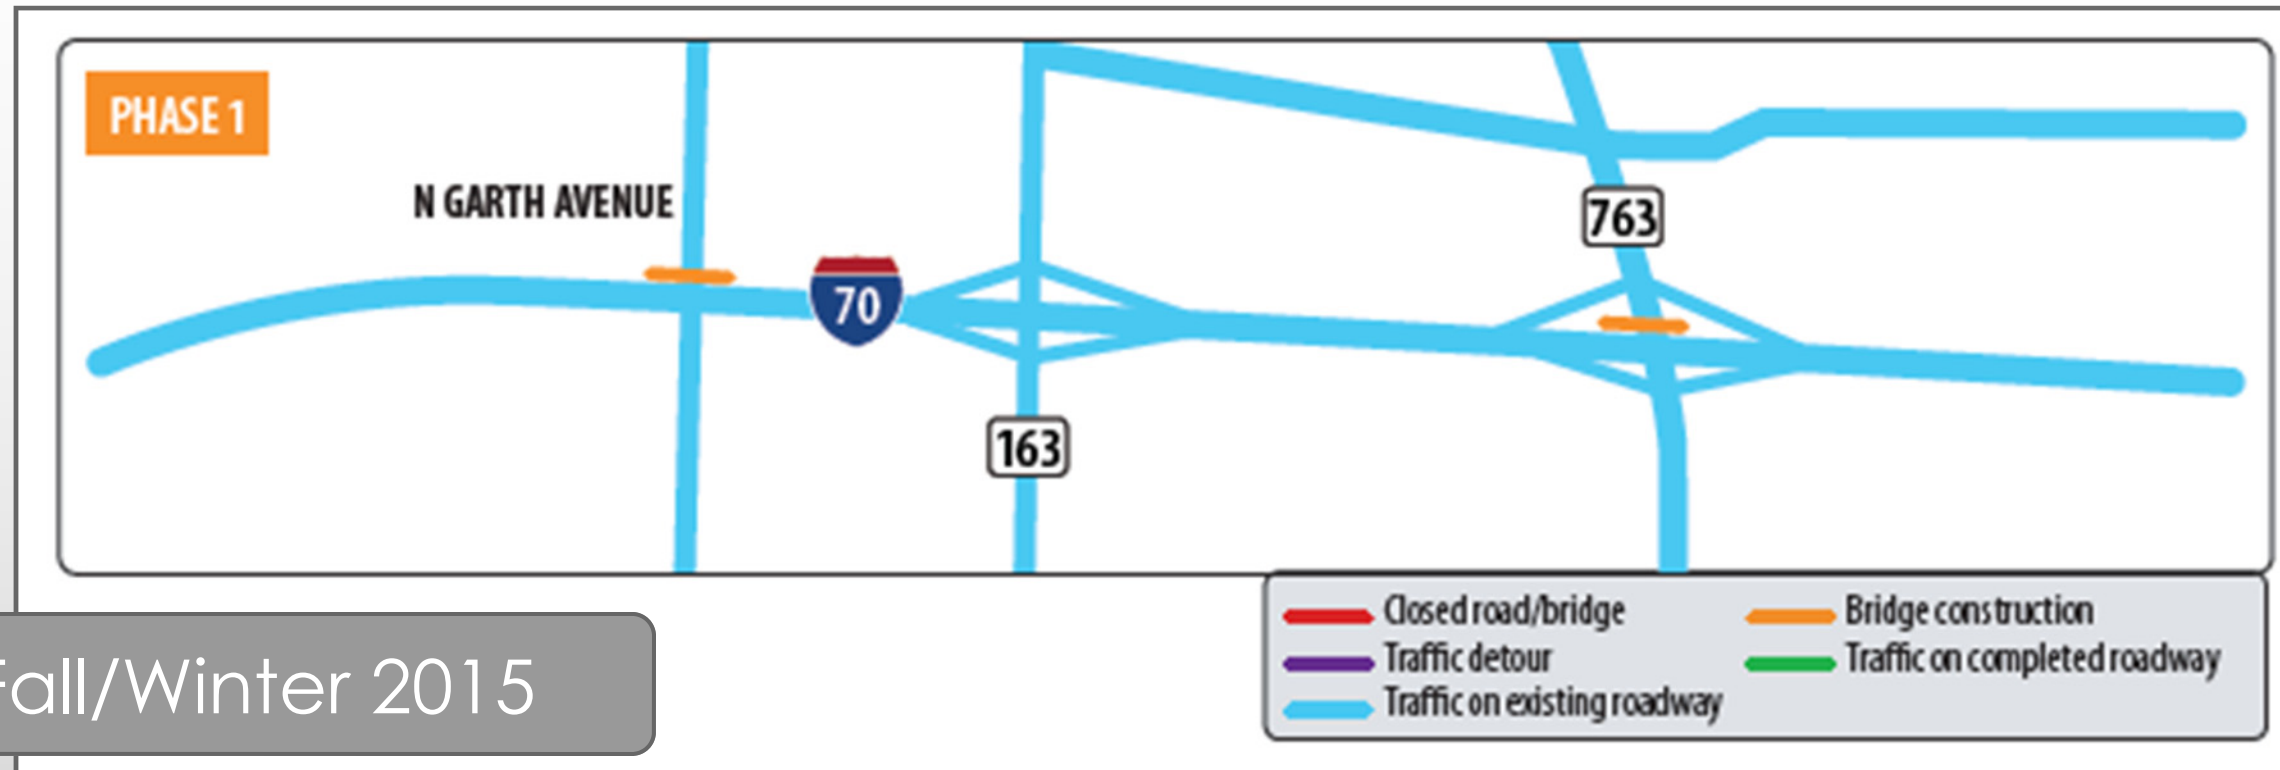 PHASE 1
N GARTH AVENUE
763
70
163
Closed road/bridge
Bridge construction
Traffic detour
Traffic on completed roadway
Traffic on existing roadway
Fall/Winter 2015